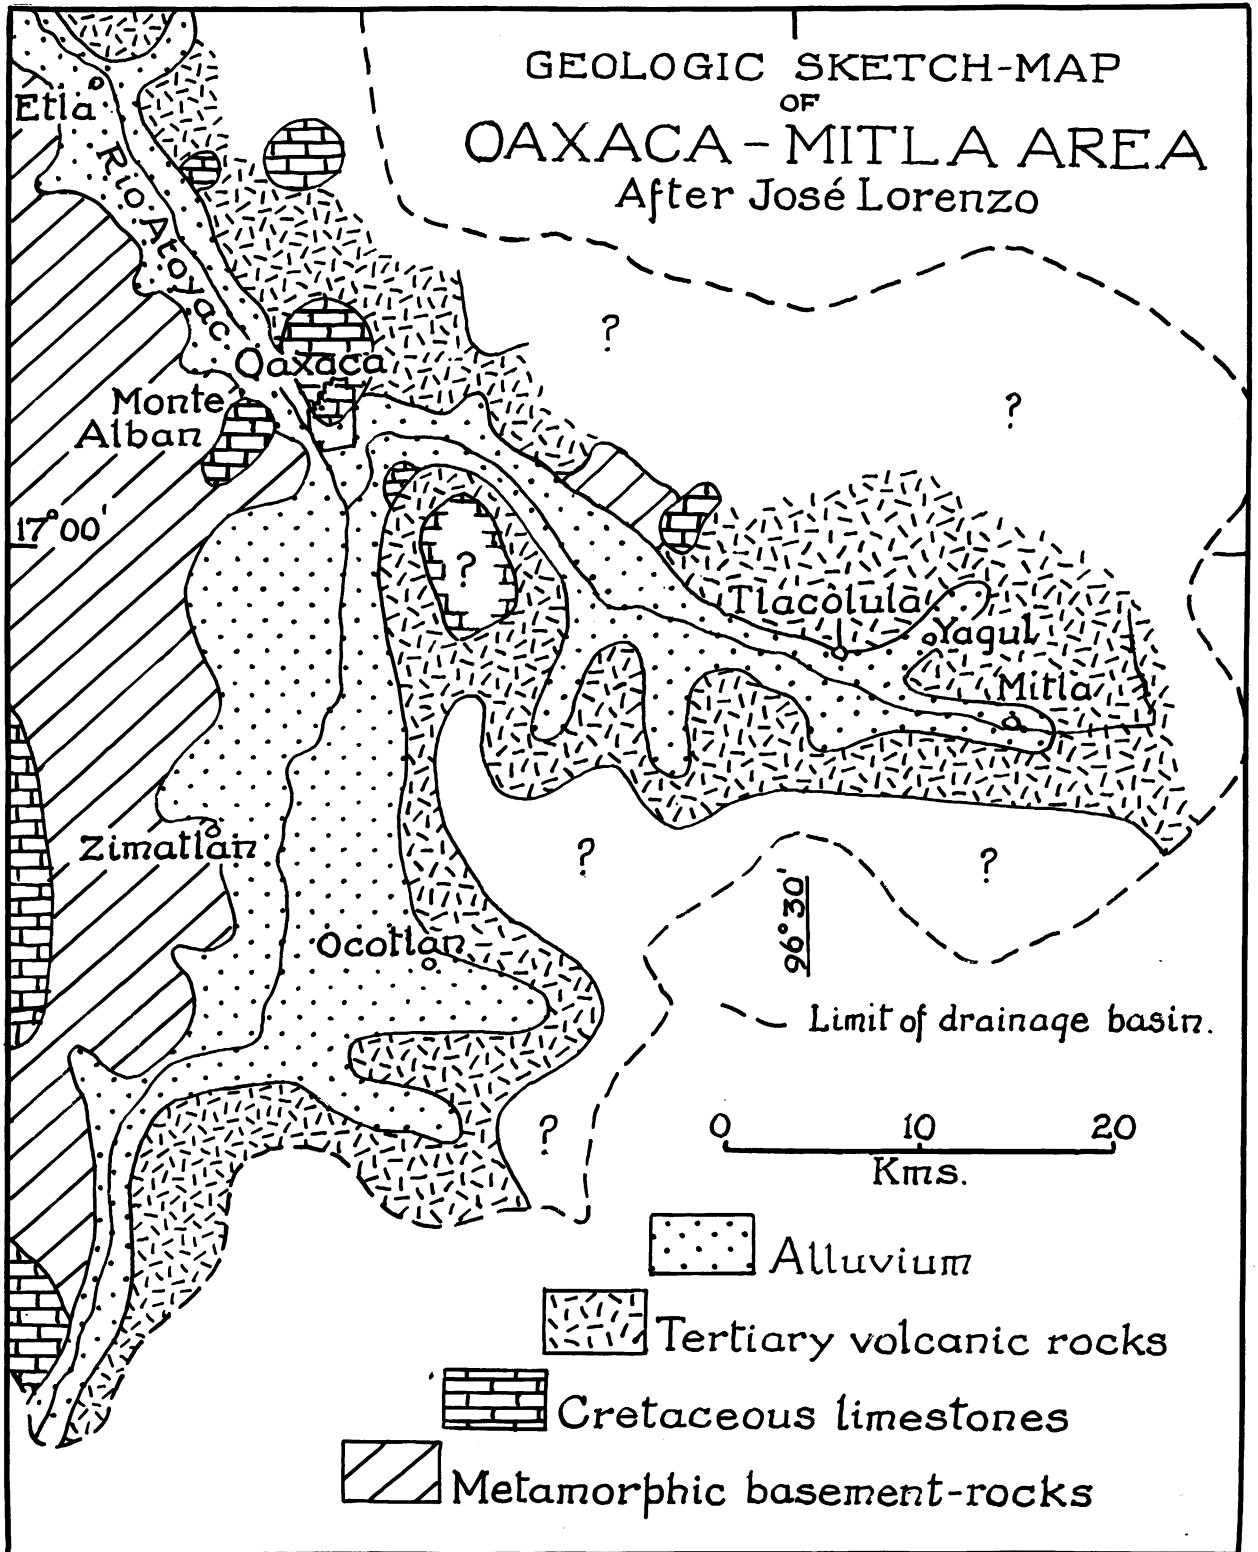 GEOLOGIC SKETCH-MAP
OF
OAXACA-MITLA AREA
After José Lorenzo
Etla
Rio Atoyac
?
Oaxaca
Monte
Alban
?
17°00'
?
Tlacolula
Yagul
Mitla
Zimatlan
?
?
96°30'
Ocotlan
Limit of drainage basin.
?
0 10 20
Kms.
Alluvium
Tertiary volcanic rocks
Cretaceous limestones
Metamorphic basement-rocks